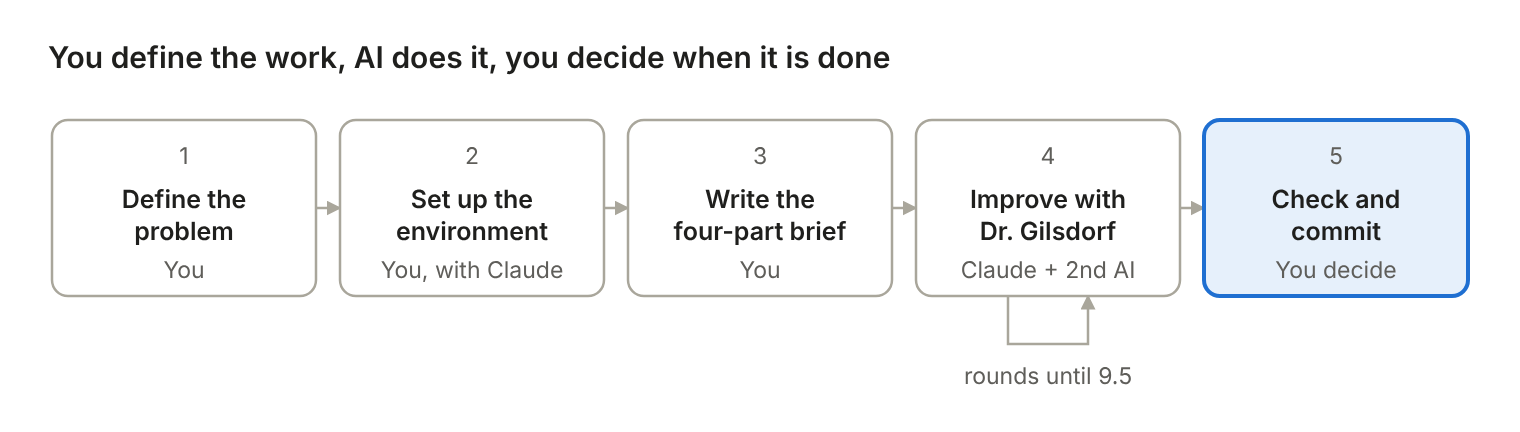 You define the work, AI does it, you decide when it is done
1
Define the
problem
You
2
Set up the
environment
You, with Claude
3
Write the
four-part brief
You
4
Improve with
Dr. Gilsdorf
Claude + 2nd AI
rounds until 9.5
5
Check and
commit
You decide